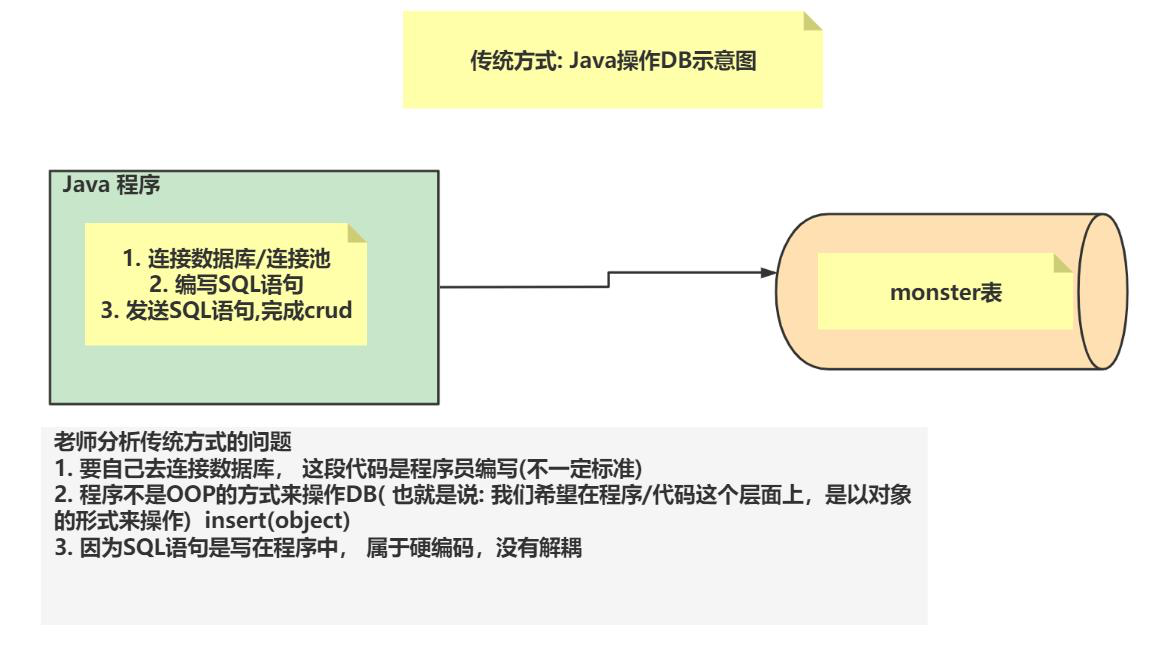 传统方式: Java操作DB示意图
Java 程序
1. 连接数据库/连接池
2. 编写SQL语句
3. 发送SQL语句,完成crud
monster表
老师分析传统方式的问题
1. 要自己去连接数据库， 这段代码是程序员编写(不一定标准)
2. 程序不是OOP的方式来操作DB( 也就是说: 我们希望在程序/代码这个层面上，是以对象
的形式来操作)  insert(object)
3. 因为SQL语句是写在程序中， 属于硬编码，没有解耦